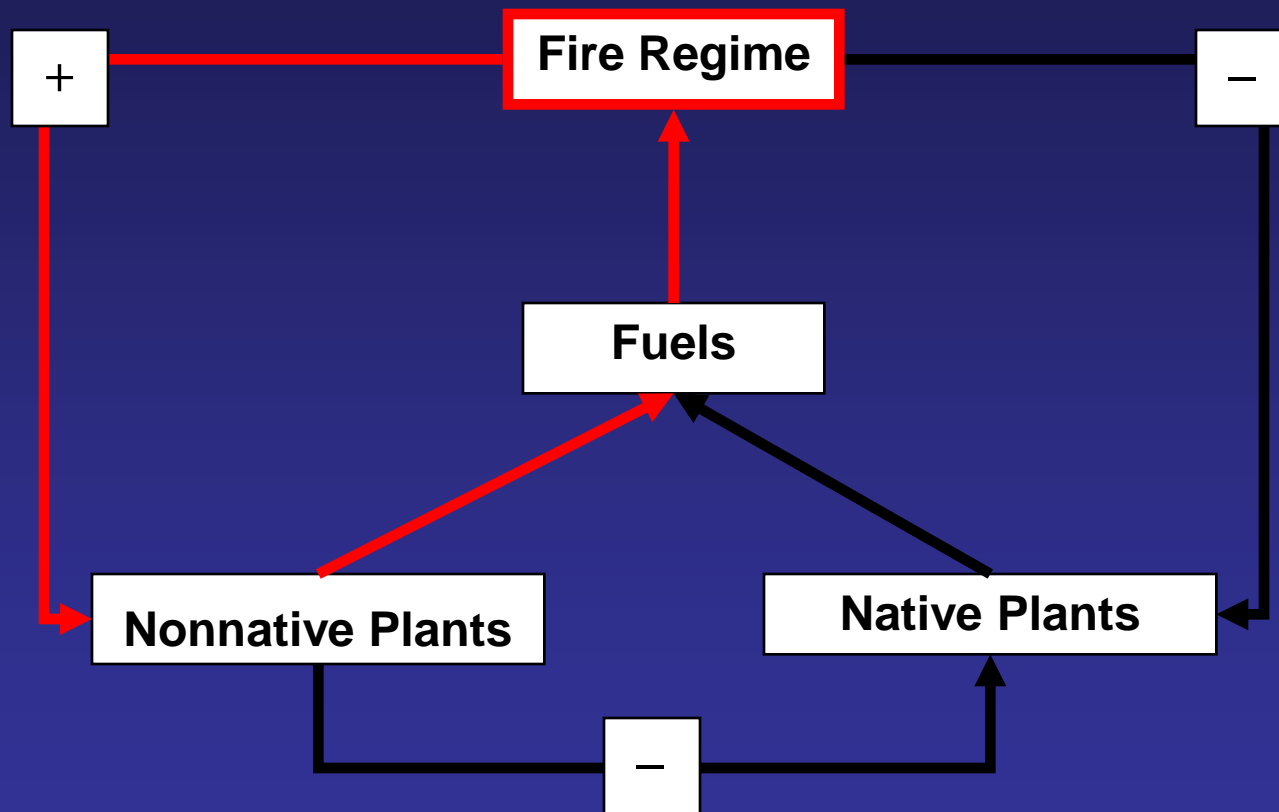 Fire Regime
+
−
Fuels
Nonnative Plants
Native Plants
−